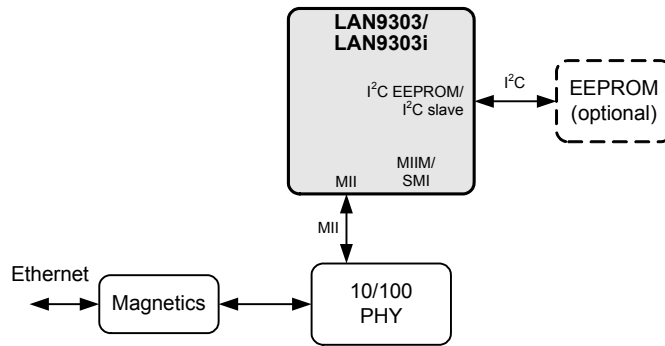 LAN9303/
LAN9303i
I²C EEPROM/
I²C slave
I²C
EEPROM
(optional)
MIIM/
SMI
MII
MII
Ethernet
Magnetics
10/100
PHY